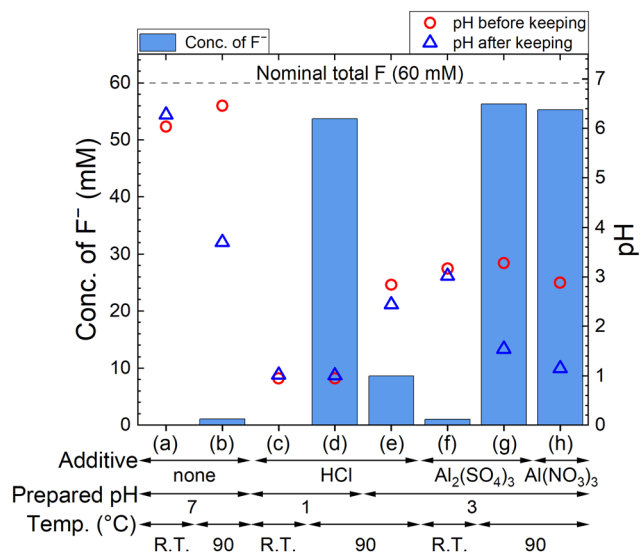 Conc. of F⁻
pH before keeping
pH after keeping
Nominal total F (60 mM)
Conc. of F⁻ (mM)
60
50
40
30
20
10
0
pH
7
6
5
4
3
2
1
0
(a) (b) (c) (d) (e) (f) (g) (h)
Additive
none HCl Al₂(SO₄)₃ Al(NO₃)₃
Prepared pH
7 1 3
Temp. (°C)
R.T. 90 R.T. 90 R.T. 90